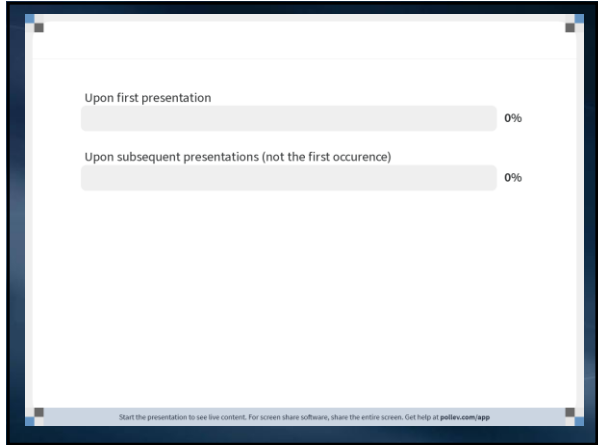 Upon first presentation
0%
Upon subsequent presentations (not the first occurence)
0%
Start the presentation to see live content. For screen share software, share the entire screen. Get help at pollev.com/app